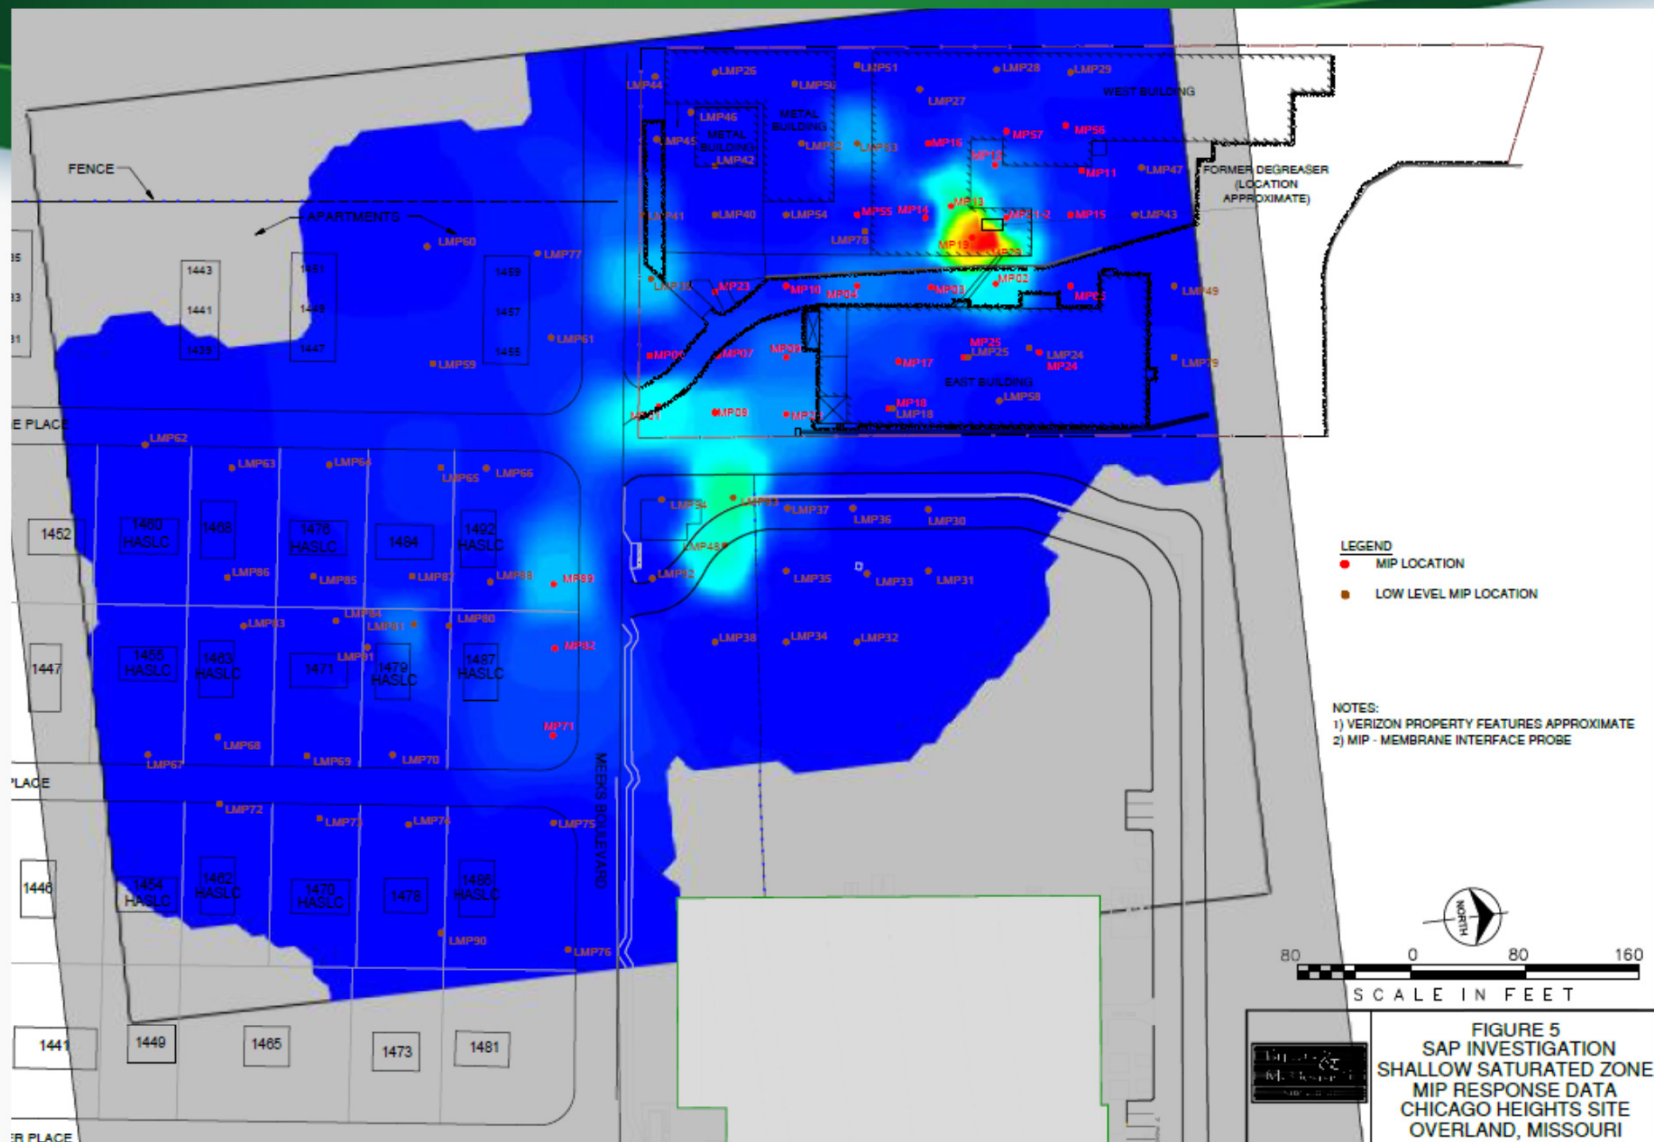 LMP44
LMP26
LMP50
LMP51
LMP28
LMP29
LMP27
WEST BUILDING
LMP46
METAL
BUILDING
METAL
BUILDING
LMP45
LMP42
LMP52
LMP53
MP16
MP57
MP56
MP11
LMP47
FENCE
FORMER DEGREASER
(LOCATION
APPROXIMATE)
APARTMENTS
LMP41
LMP40
LMP54
MP55
MP14
MP13
MP15
LMP43
LMP60
LMP77
LMP78
MP19
1443
1441
1439
1451
1449
1447
1459
1457
1455
MP23
MP10
MP03
MP02
LMP49
LMP61
LMP59
MP07
MP17
MP25
LMP25
LMP24
MP24
LMP79
EAST BUILDING
LMP58
MP09
MP18
LMP18
E PLACE
LMP62
LMP63
LMP64
LMP65
LMP66
LMP37
LMP36
LMP30
1452
1460
HASLC
1468
1476
HASLC
1484
1492
HASLC
LMP48
LEGEND
MIP LOCATION
LOW LEVEL MIP LOCATION
LMP86
LMP85
LMP87
LMP88
MP89
LMP35
LMP33
LMP31
LMP83
LMP84
LMP81
LMP80
LMP91
MP82
LMP38
LMP34
LMP32
1447
1455
HASLC
1463
HASLC
1471
1479
HASLC
1487
HASLC
NOTES:
1) VERIZON PROPERTY FEATURES APPROXIMATE
2) MIP - MEMBRANE INTERFACE PROBE
MP71
LMP67
LMP68
LMP69
LMP70
MEEKS BOULEVARD
PLACE
LMP72
LMP73
LMP74
LMP75
1446
1454
HASLC
1462
HASLC
1470
HASLC
1478
1486
HASLC
LMP90
LMP76
NORTH
80 0 80 160
SCALE IN FEET
1441
1449
1465
1473
1481
FIGURE 5
SAP INVESTIGATION
SHALLOW SATURATED ZONE
MIP RESPONSE DATA
CHICAGO HEIGHTS SITE
OVERLAND, MISSOURI
ER PLACE